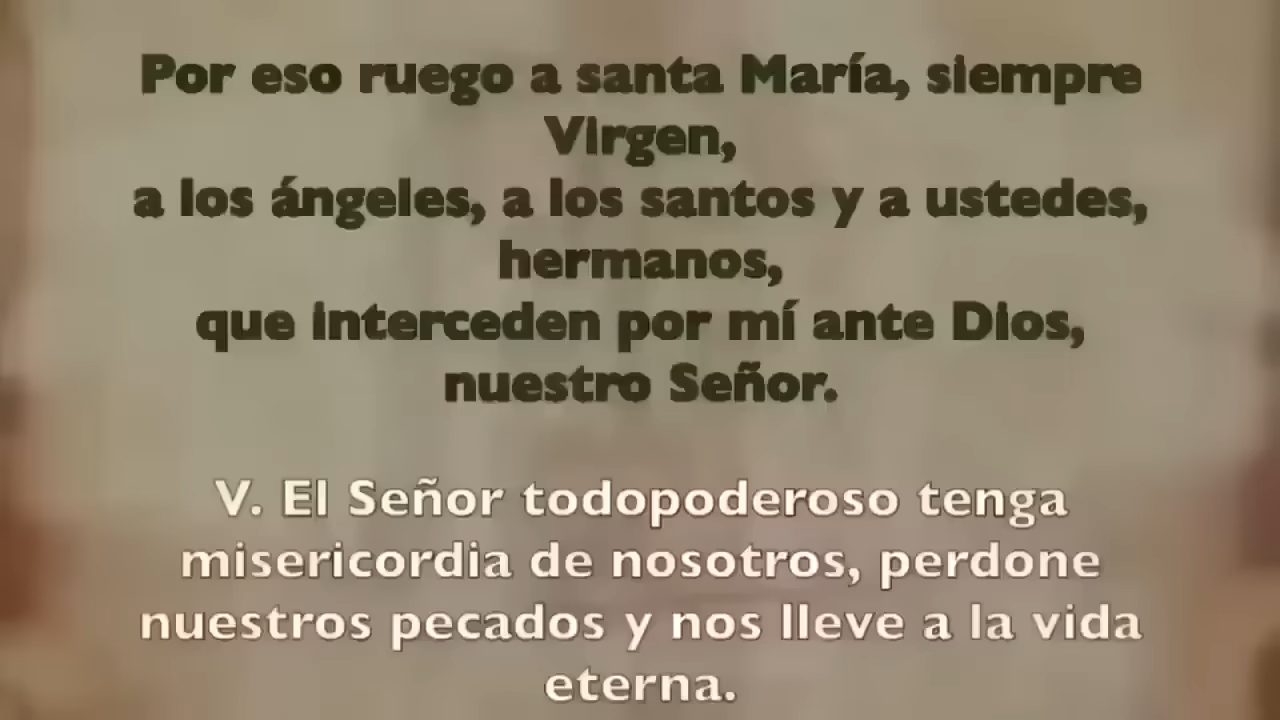 Por eso ruego a santa María, siempre
Virgen,
a los ángeles, a los santos y a ustedes,
hermanos,
que interceden por mí ante Dios,
nuestro Señor.
V. El Señor todopoderoso tenga
misericordia de nosotros, perdone
nuestros pecados y nos lleve a la vida
eterna.